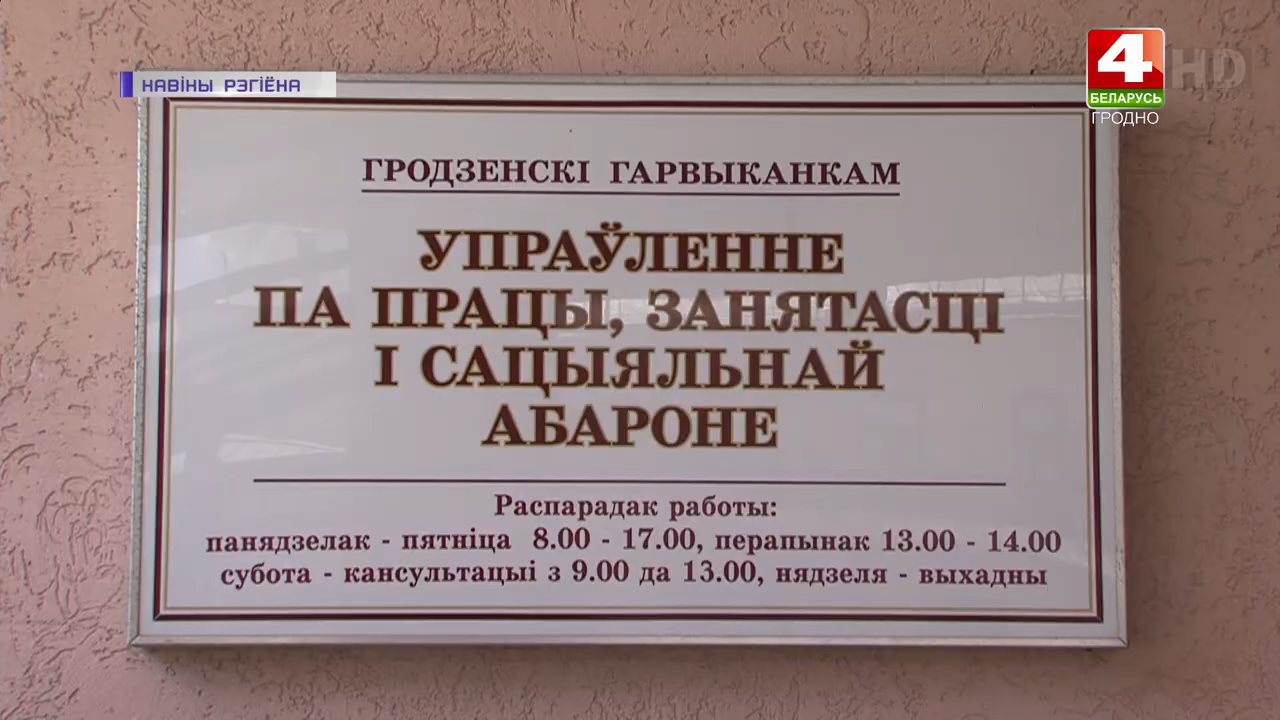 НАВІНЫ РЭГІЁНА
4 HD
БЕЛАРУСЬ
ГРОДНО
ГРОДЗЕНСКІ ГАРВЫКАНКАМ
УПРАЎЛЕННЕ
ПА ПРАЦЫ, ЗАНЯТАСЦІ
І САЦЫЯЛЬНАЙ
АБАРОНЕ
Распарадак работы:
панядзелак - пятніца 8.00 - 17.00, перапынак 13.00 - 14.00
субота - кансультацыі з 9.00 да 13.00, нядзеля - выхадны